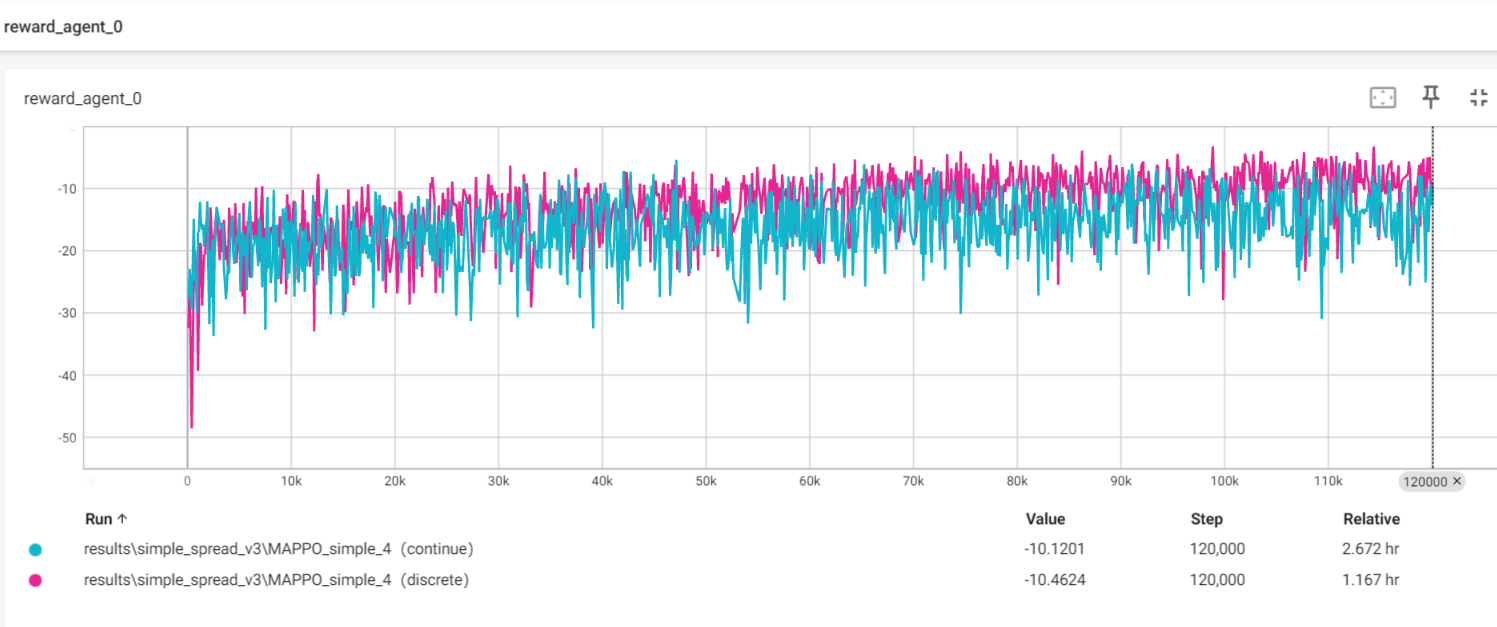 reward_agent_0
reward_agent_0
-10
-20
-30
-40
-50
0 10k 20k 30k 40k 50k 60k 70k 80k 90k 100k 110k 120000 ×
Run ↑ Value Step Relative
results\simple_spread_v3\MAPPO_simple_4 (continue) -10.1201 120,000 2.672 hr
results\simple_spread_v3\MAPPO_simple_4 (discrete) -10.4624 120,000 1.167 hr